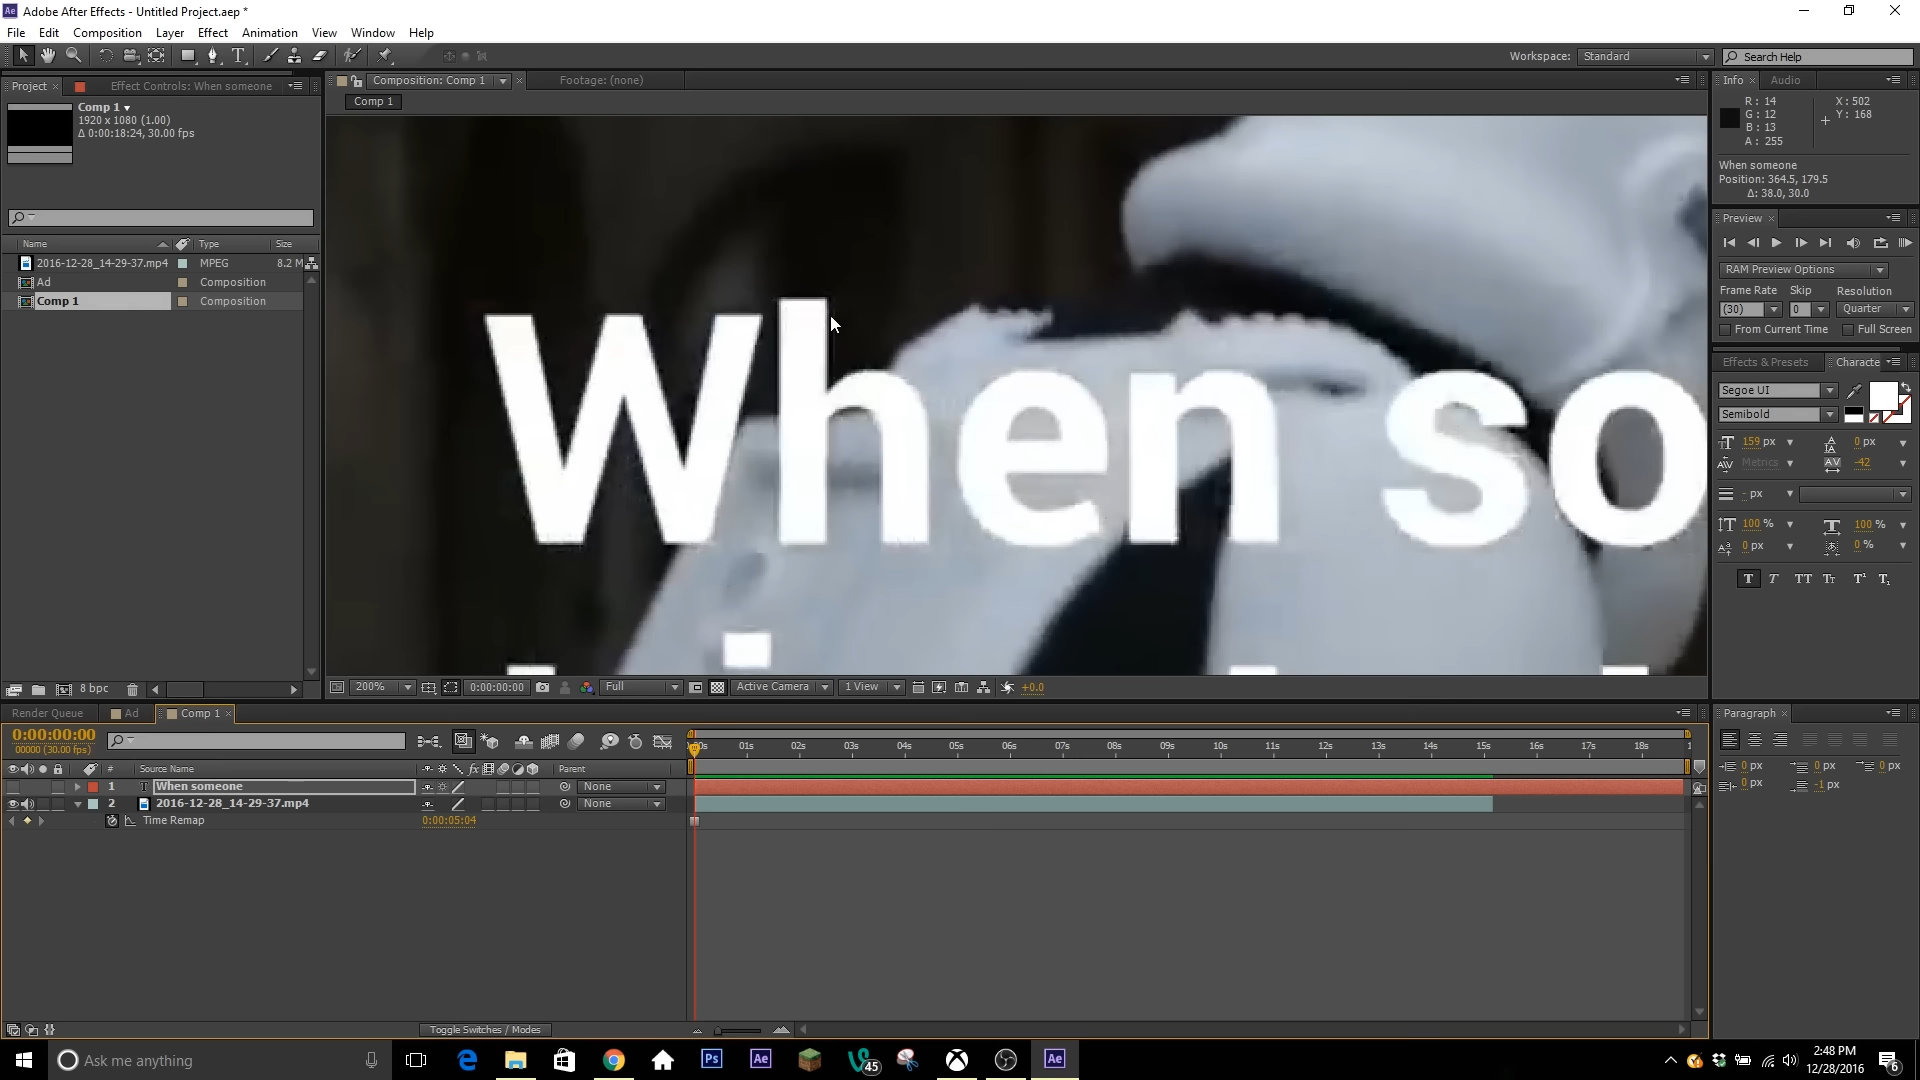 Adobe After Effects - Untitled Project.aep *
File Edit Composition Layer Effect Animation View Window Help
Workspace: Standard Search Help
Project Effect Controls: When someone
Composition: Comp 1 Footage: (none)
Info Audio
Comp 1
1920 x 1080 (1.00)
Δ 0:00:18:24, 30.00 fps
Comp 1
R: 14
G: 12
B: 13
A: 255
X: 502
Y: 168
When someone
Position: 364.5, 179.5
Δ: 38.0, 30.0
Preview
RAM Preview Options
Frame Rate Skip Resolution
(30) 0 Quarter
From Current Time Full Screen
Name Type Size
2016-12-28_14-29-37.mp4 MPEG 8.2 M
Ad Composition
Comp 1 Composition
8 bpc
When so
Effects & Presets Characte
Segoe UI
Semibold
159 px 0 px
Metrics -42
- px
100 % 100 %
0 px 0 %
T T TT Tt T¹ T₁
200% 0:00:00:00 Full Active Camera 1 View +0.0
Render Queue Ad Comp 1
0:00:00:00
00000 (30.00 fps)
01s 02s 03s 04s 05s 06s 07s 08s 09s 10s 11s 12s 13s 14s 15s 16s 17s 18s
# Source Name Parent
1 T When someone None
2 2016-12-28_14-29-37.mp4 None
Time Remap 0:00:05:04
Toggle Switches / Modes
Paragraph
0 px 0 px 0 px
0 px -1 px
Ask me anything
Ps Ae 45 Ae
2:48 PM
12/28/2016
6